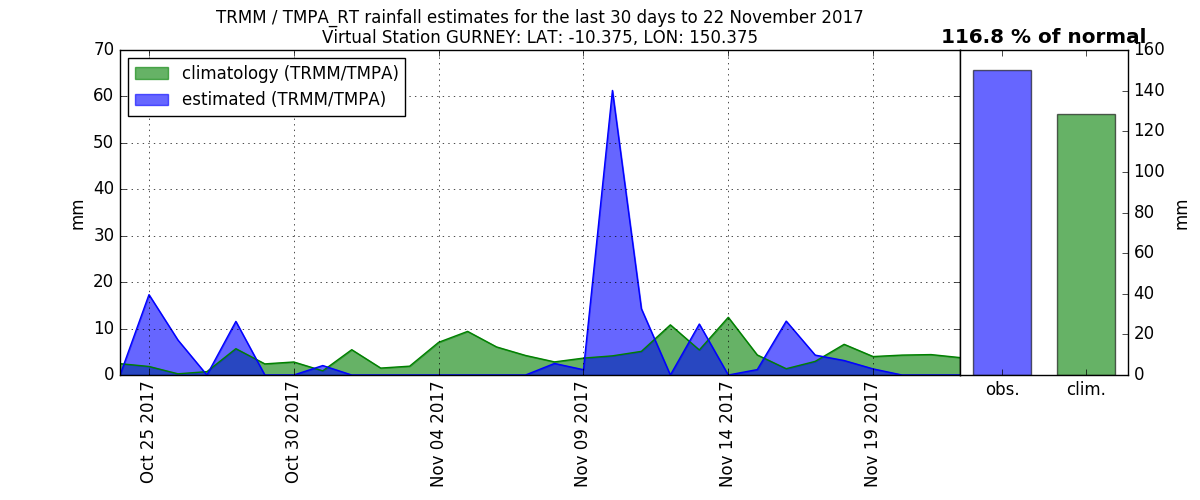 TRMM / TMPA_RT rainfall estimates for the last 30 days to 22 November 2017
Virtual Station GURNEY: LAT: -10.375, LON: 150.375
116.8 % of normal
climatology (TRMM/TMPA)
estimated (TRMM/TMPA)
70
60
50
40
30
20
10
0
mm
Oct 25 2017
Oct 30 2017
Nov 04 2017
Nov 09 2017
Nov 14 2017
Nov 19 2017
160
140
120
100
80
60
40
20
0
mm
obs.
clim.